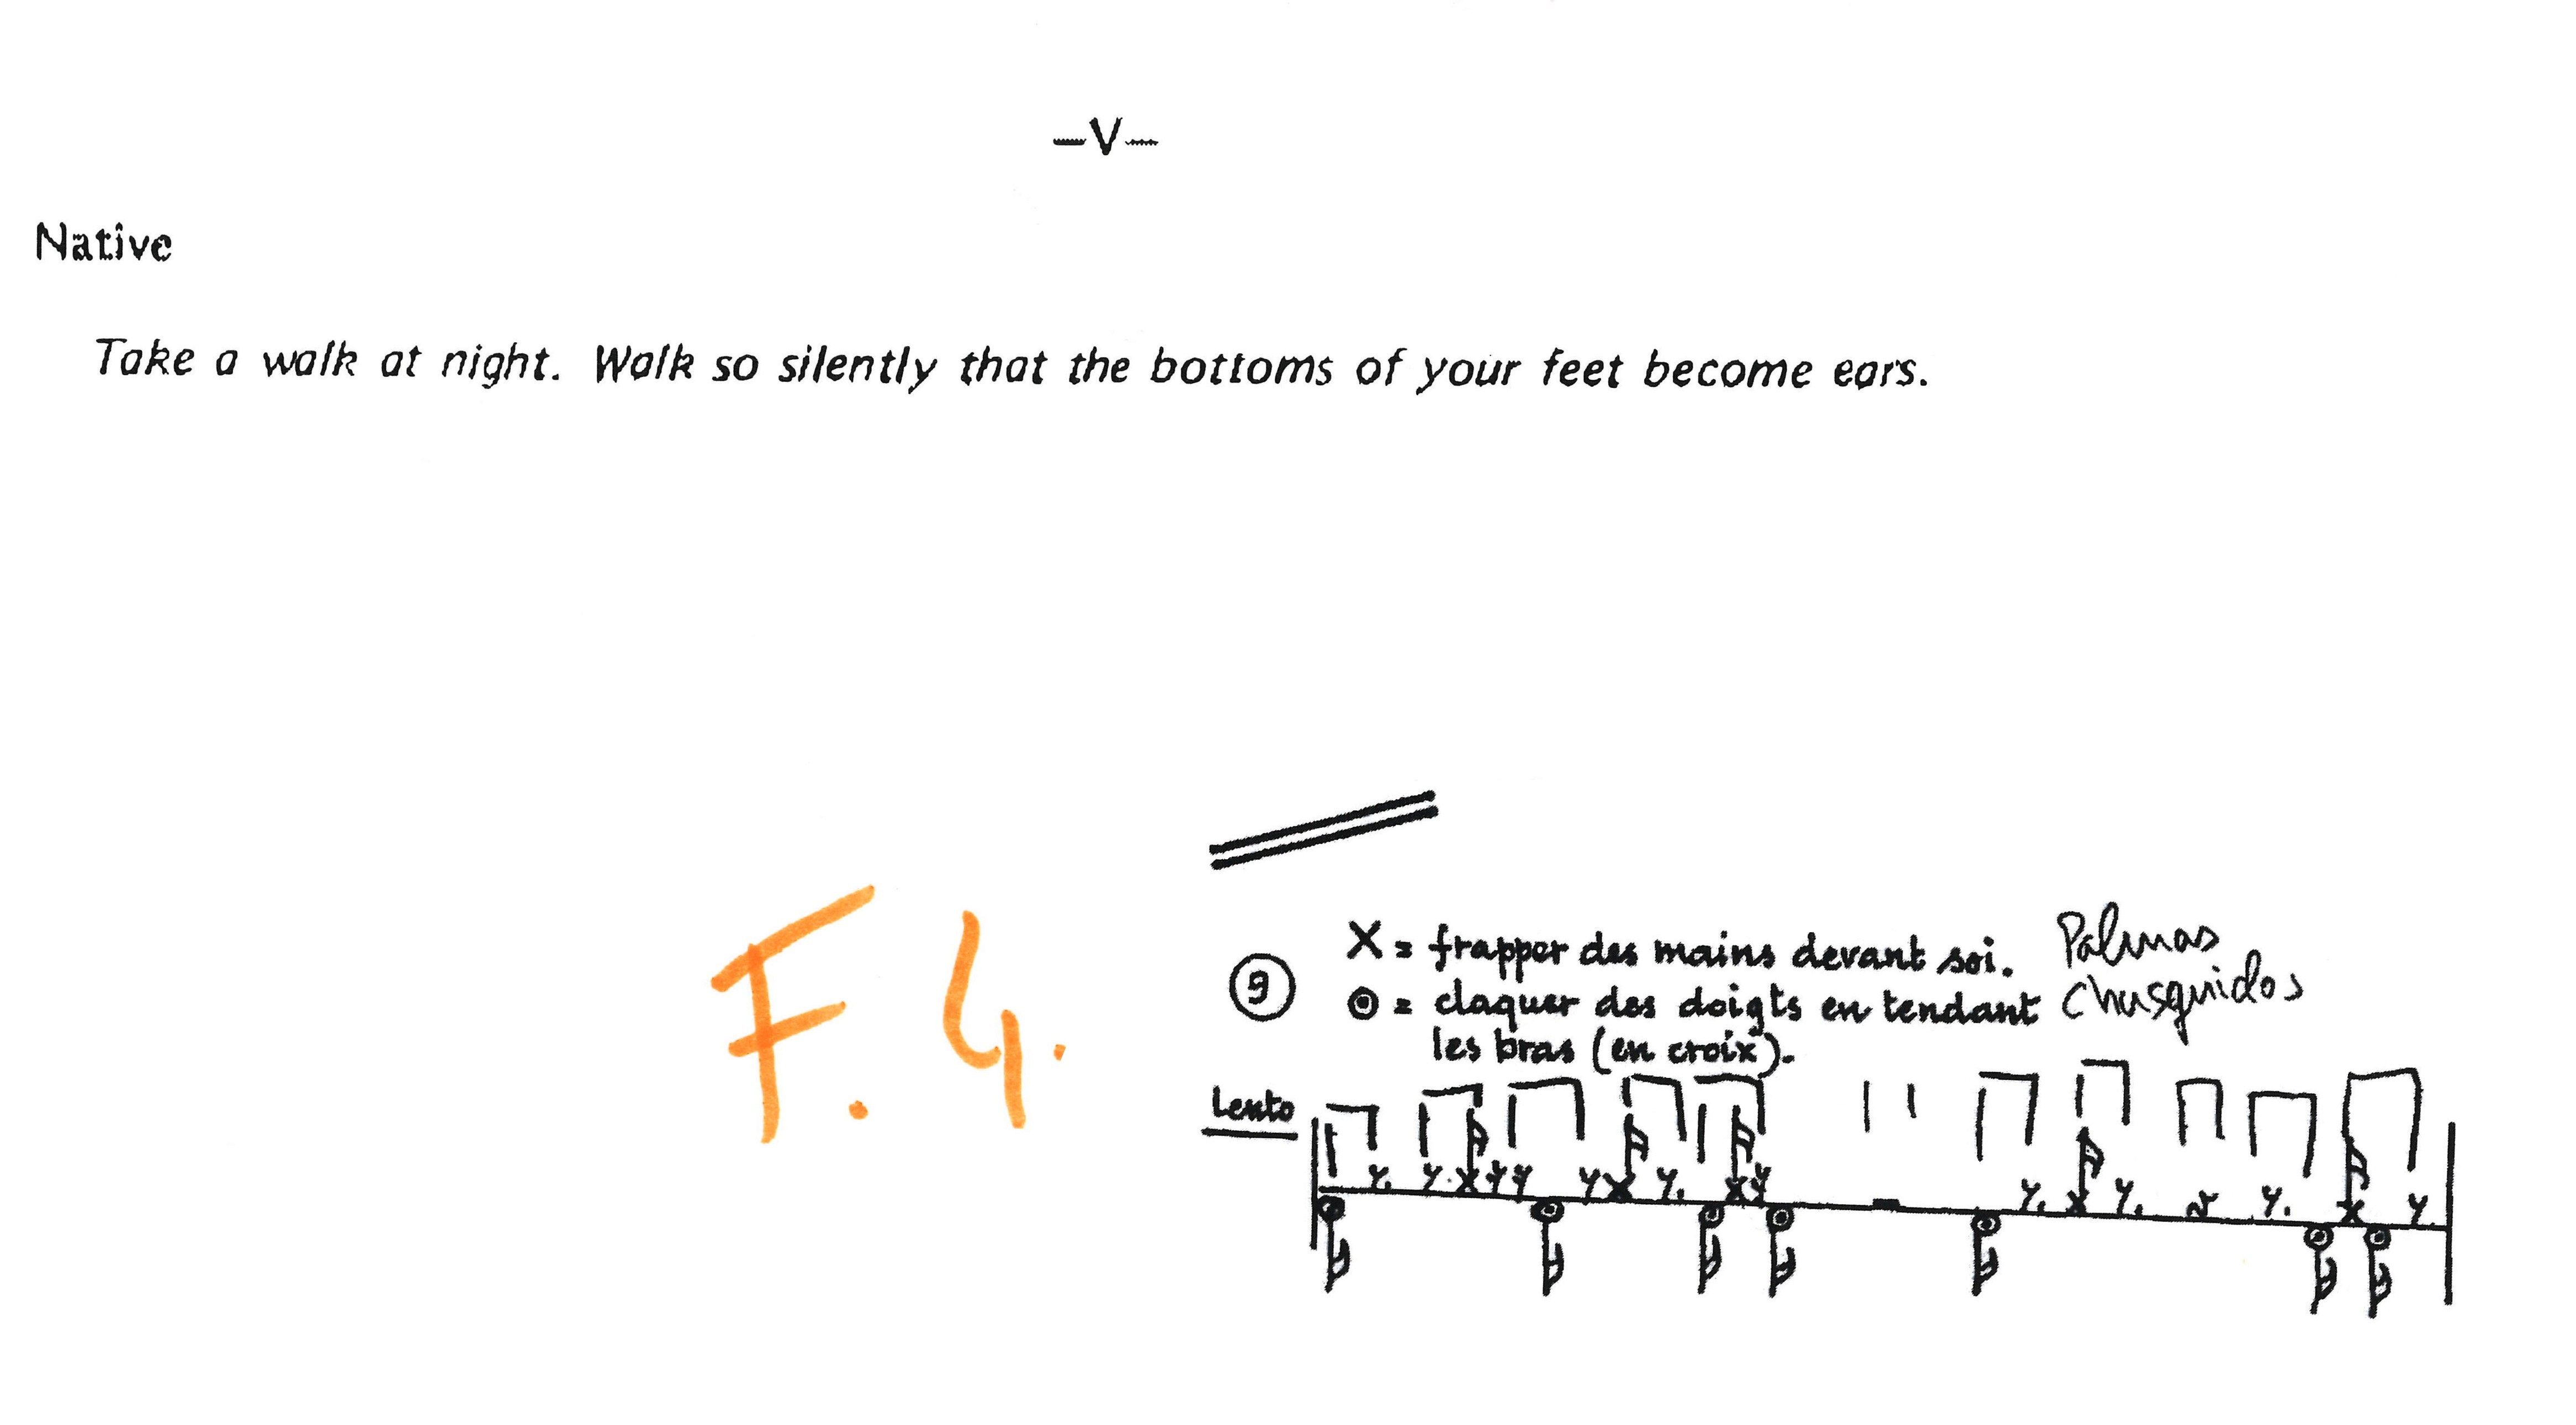 —V—
Native
Take a walk at night. Walk so silently that the bottoms of your feet become ears.
F. 4.
9
X = frapper des mains devant soi. Palmas
⊙ = claquer des doigts en tendant Chusquidos
les bras (en croix).
Lento